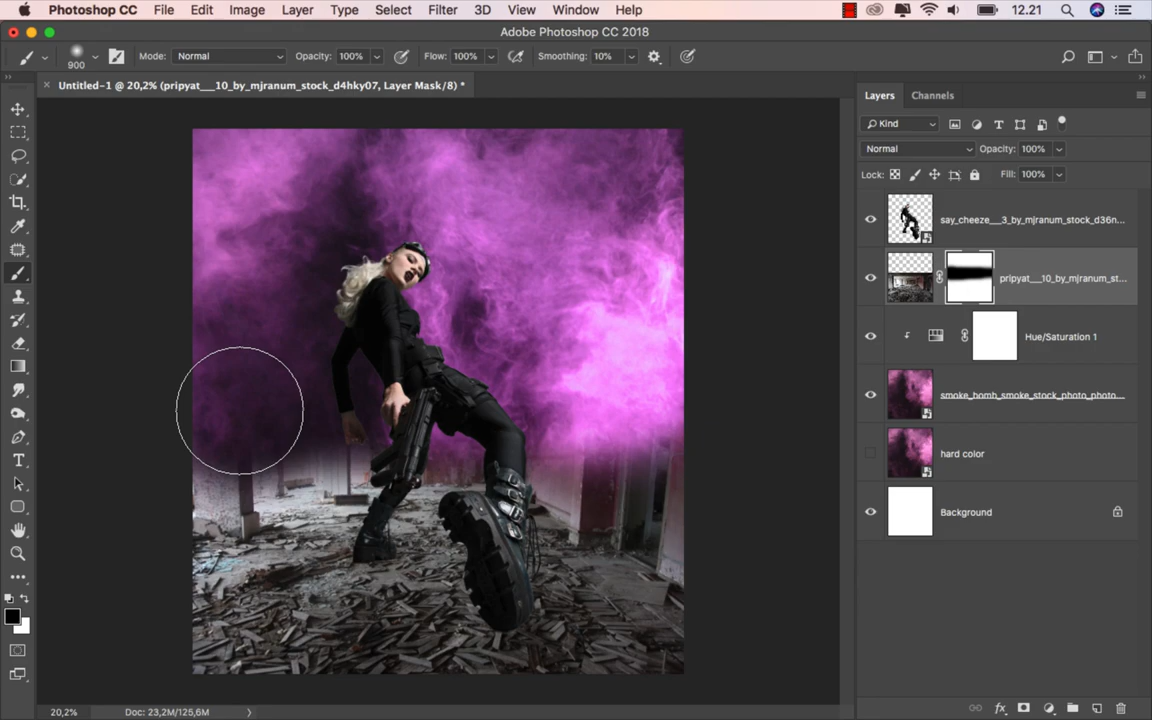 Photoshop CC File Edit Image Layer Type Select Filter 3D View Window Help 12.21
Adobe Photoshop CC 2018
900 Mode: Normal Opacity: 100% Flow: 100% Smoothing: 10%
Untitled-1 @ 20,2% (pripyat___10_by_mjranum_stock_d4hky07, Layer Mask/8) *
Layers Channels
Kind
Normal Opacity: 100%
Lock: Fill: 100%
say_cheeze___3_by_mjranum_stock_d36n...
pripyat___10_by_mjranum_st...
Hue/Saturation 1
smoke_bomb_smoke_stock_photo_photo...
hard color
Background
20,2% Doc: 23,2M/125,6M